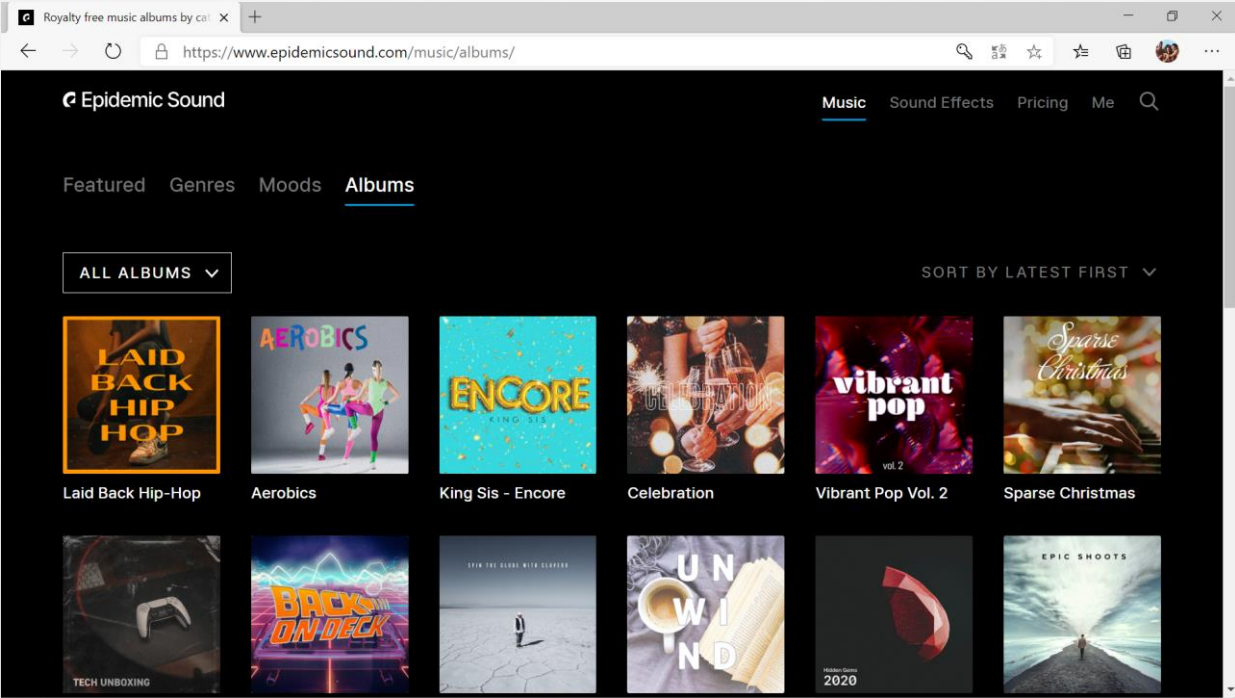 Royalty free music albums by cat
https://www.epidemicsound.com/music/albums/
Epidemic Sound
Music Sound Effects Pricing Me
Featured Genres Moods Albums
ALL ALBUMS
SORT BY LATEST FIRST
LAID
BACK
HIP
HOP
AEROBICS
ENCORE
KING SIS
CELEBRATION
vibrant
pop
vol. 2
Sparse
Christmas
Laid Back Hip-Hop
Aerobics
King Sis - Encore
Celebration
Vibrant Pop Vol. 2
Sparse Christmas
TECH UNBOXING
BACK
ON DECK
SPIN THE GLOBE WITH CLAVERS
UN
WI
ND
Hidden Gems
2020
EPIC SHOOTS